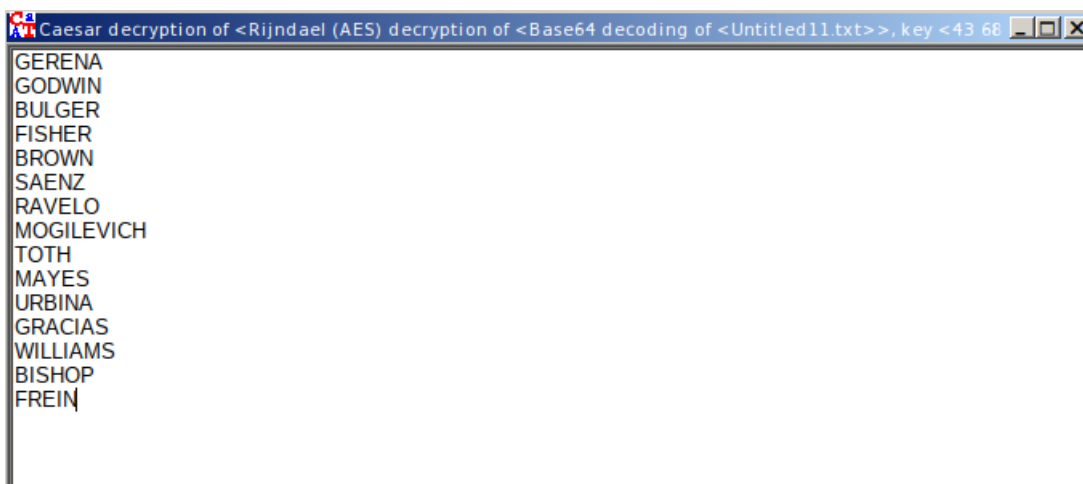 Caesar decryption of <Rijndael (AES) decryption of <Base64 decoding of <Untitled11.txt>>, key <43 68
GERENA
GODWIN
BULGER
FISHER
BROWN
SAENZ
RAVELO
MOGILEVICH
TOTH
MAYES
URBINA
GRACIAS
WILLIAMS
BISHOP
FREIN